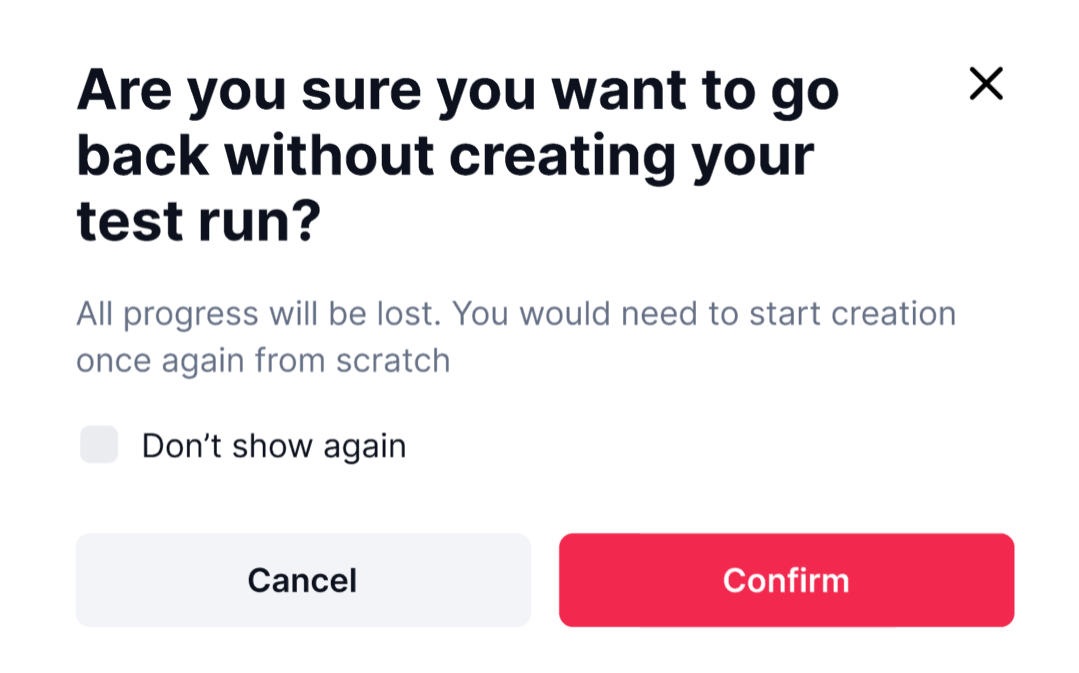 Are you sure you want to go
back without creating your
test run?
All progress will be lost. You would need to start creation
once again from scratch
Don’t show again
Cancel
Confirm